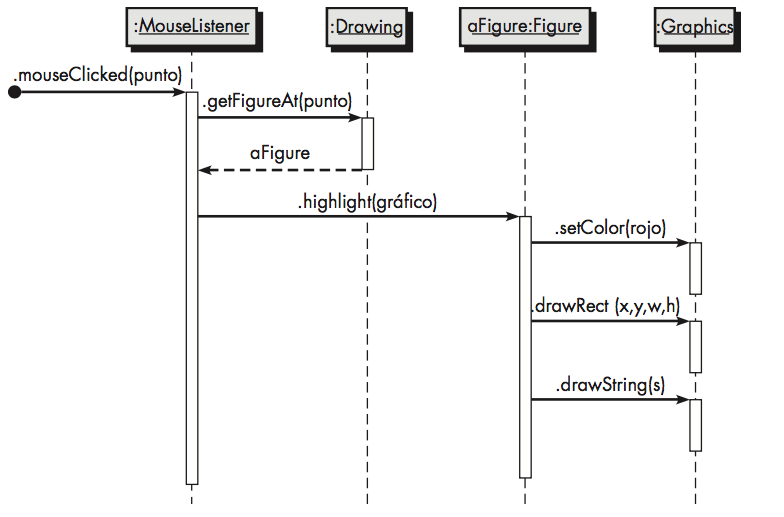 :MouseListener
:Drawing
aFigure:Figure
:Graphics
.mouseClicked(punto)
.getFigureAt(punto)
aFigure
.highlight(gráfico)
.setColor(rojo)
.drawRect (x,y,w,h)
.drawString(s)